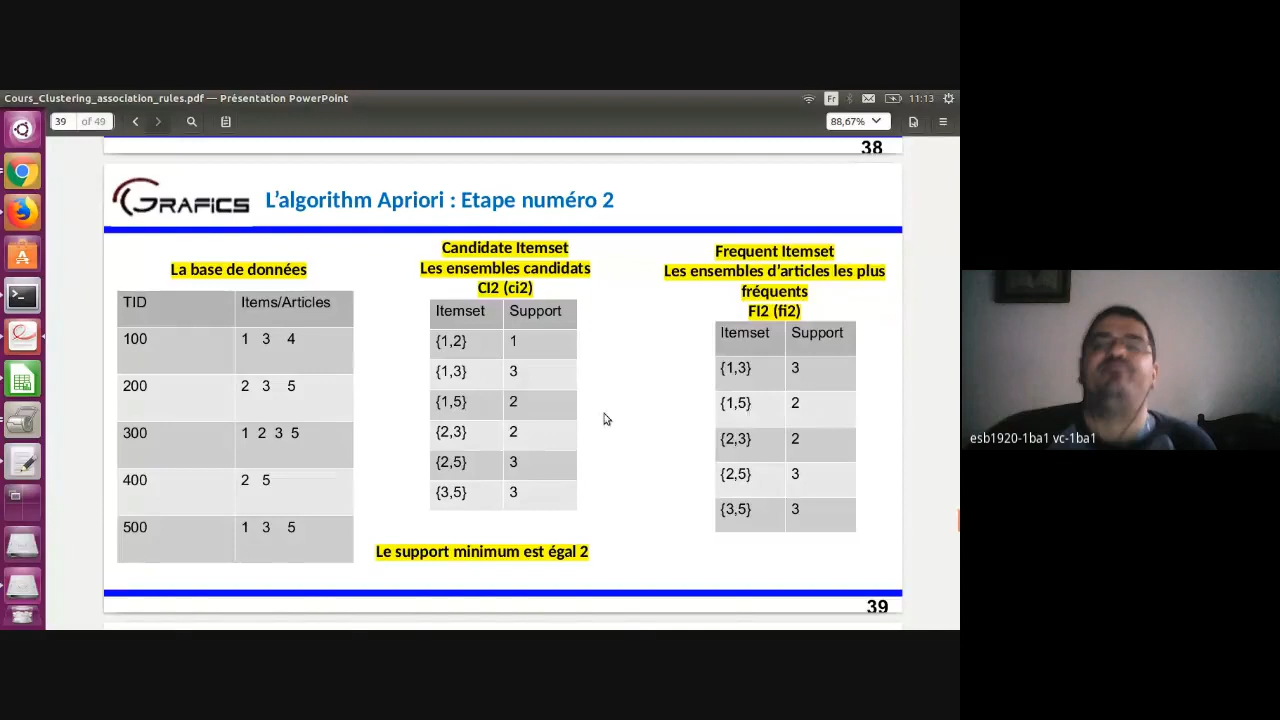 Cours_Clustering_association_rules.pdf — Présentation PowerPoint
Fr
11:13
39 of 49
88,67%
38
GRAFICS
L'algorithm Apriori : Etape numéro 2
La base de données
TID Items/Articles
100 1 3 4
200 2 3 5
300 1 2 3 5
400 2 5
500 1 3 5
Candidate Itemset
Les ensembles candidats
CI2 (ci2)
Itemset Support
{1,2} 1
{1,3} 3
{1,5} 2
{2,3} 2
{2,5} 3
{3,5} 3
Le support minimum est égal 2
Frequent Itemset
Les ensembles d'articles les plus
fréquents
FI2 (fi2)
Itemset Support
{1,3} 3
{1,5} 2
{2,3} 2
{2,5} 3
{3,5} 3
39
esb1920-1ba1 vc-1ba1